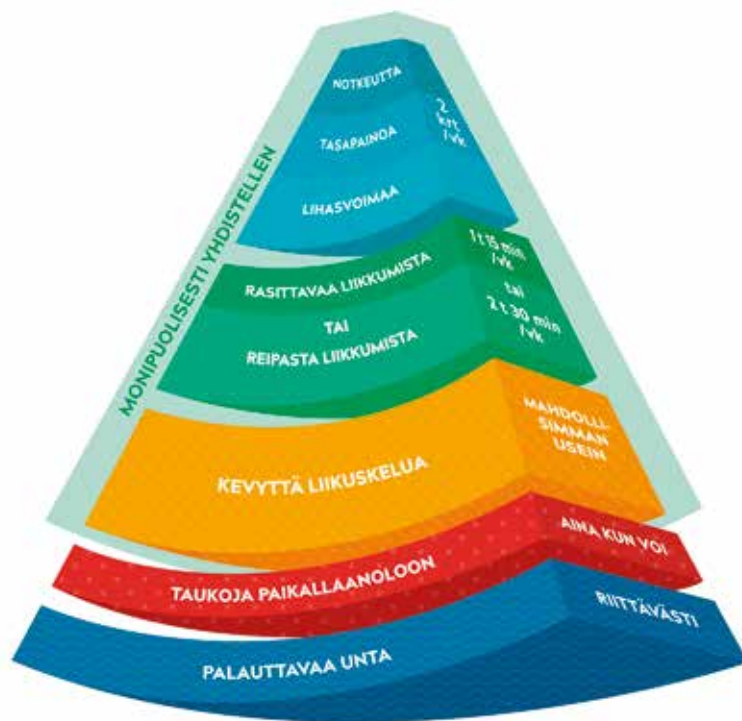 MONIPUOLISESTI YHDISTELLEN
NOTKEUTTA
TASAPAINOA
LIHASVOIMAA
2
krt
/vk
RASITTAVAA LIIKKUMISTA
1 t 15 min
/vk
TAI
tai
REIPASTA LIIKKUMISTA
2 t 30 min
/vk
KEVYTTÄ LIIKUSKELUA
MAHDOLLI-
SIMMAN
USEIN
TAUKOJA PAIKALLAANOLOON
AINA KUN VOI
PALAUTTAVAA UNTA
RIITTÄVÄSTI